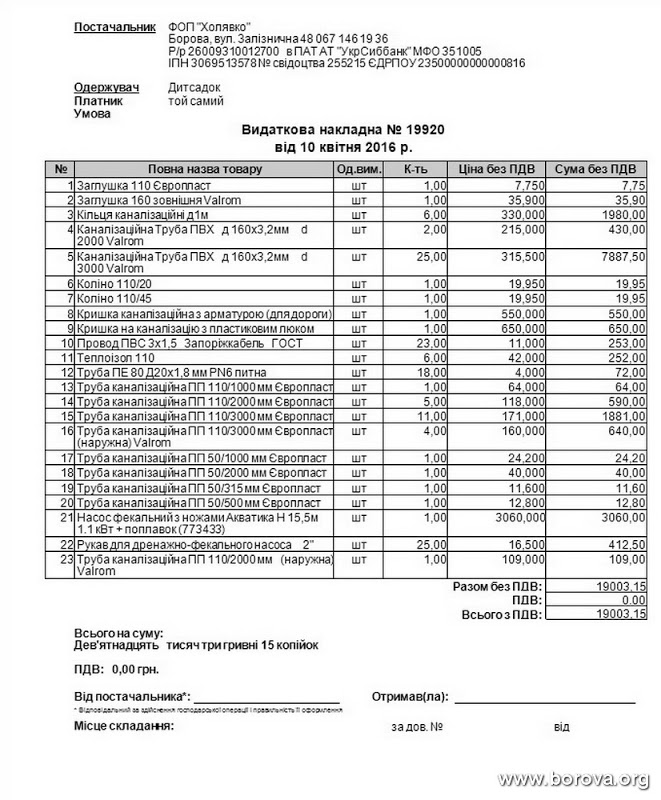 Постачальник ФОП "Холявко"
Борова, вул. Залізнична 48 067 146 19 36
Р/р 26009310012700 в ПАТ АТ "УкрСиббанк" МФО 351005
ІПН 3069513578 № свідоцтва 255215 ЄДРПОУ 23500000000000816
Одержувач Дитсадок
Платник той самий
Умова
Видаткова накладна № 19920
від 10 квітня 2016 р.
№ Повна назва товару Од.вим. К-ть Ціна без ПДВ Сума без ПДВ
1 Заглушка 110 Європласт шт 1,00 7,750 7,75
2 Заглушка 160 зовнішня Valrom шт 1,00 35,900 35,90
3 Кільця каналізаційні д1м шт 6,00 330,000 1980,00
4 Каналізаційна Труба ПВХ д 160х3,2мм d шт 2,00 215,000 430,00
2000 Valrom
5 Каналізаційна Труба ПВХ д 160х3,2мм d шт 25,00 315,500 7887,50
3000 Valrom
6 Коліно 110/20 шт 1,00 19,950 19,95
7 Коліно 110/45 шт 1,00 19,950 19,95
8 Кришка каналізаційна з арматурою (для дороги) шт 1,00 550,000 550,00
9 Кришка на каналізацію з пластиковим люком шт 1,00 650,000 650,00
10 Провод ПВС 3х1,5 Запоріжкабель ГОСТ шт 23,00 11,000 253,00
11 Теплоізол 110 шт 6,00 42,000 252,00
12 Труба ПЕ 80 Д20х1,8 мм PN6 питна шт 18,00 4,000 72,00
13 Труба каналізаційна ПП 110/1000 мм Європласт шт 1,00 64,000 64,00
14 Труба каналізаційна ПП 110/2000 мм Європласт шт 5,00 118,000 590,00
15 Труба каналізаційна ПП 110/3000 мм Європласт шт 11,00 171,000 1881,00
16 Труба каналізаційна ПП 110/3000 мм Європласт шт 4,00 160,000 640,00
(наружна) Valrom
17 Труба каналізаційна ПП 50/1000 мм Європласт шт 1,00 24,200 24,20
18 Труба каналізаційна ПП 50/2000 мм Європласт шт 1,00 40,000 40,00
19 Труба каналізаційна ПП 50/315 мм Європласт шт 1,00 11,600 11,60
20 Труба каналізаційна ПП 50/500 мм Європласт шт 1,00 12,800 12,80
21 Насос фекальний з ножами Акватика Н 15,5м шт 1,00 3060,000 3060,00
1.1 кВт + поплавок (773433)
22 Рукав для дренажно-фекального насоса 2" шт 25,00 16,500 412,50
23 Труба каналізаційна ПП 110/2000 мм (наружна) шт 1,00 109,000 109,00
Valrom
Разом без ПДВ: 19003,15
ПДВ: 0.00
Всього з ПДВ: 19003,15
Всього на суму:
Дев'ятнадцять тисяч три гривні 15 копійок
ПДВ: 0,00 грн.
Від постачальника*: Отримав(ла):
* Відповідальний за здійснення господарської операції і правильність її оформлення
Місце складання: за дов. № від
www.borova.org